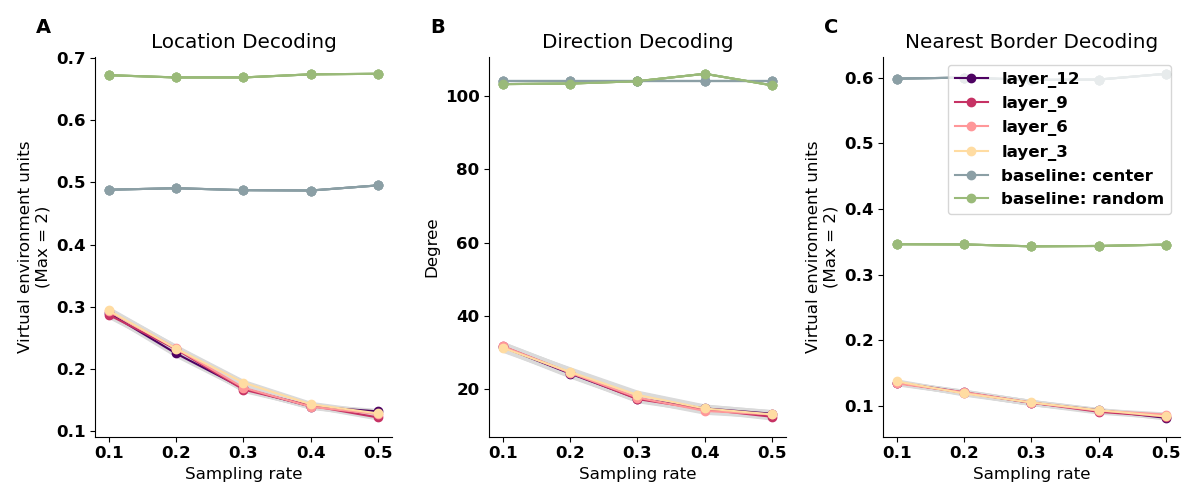 A
Location Decoding
Virtual environment units
(Max = 2)
0.7
0.6
0.5
0.4
0.3
0.2
0.1
0.1 0.2 0.3 0.4 0.5
Sampling rate
B
Direction Decoding
Degree
100
80
60
40
20
0.1 0.2 0.3 0.4 0.5
Sampling rate
C
Nearest Border Decoding
Virtual environment units
(Max = 2)
0.6
0.5
0.4
0.3
0.2
0.1
layer_12
layer_9
layer_6
layer_3
baseline: center
baseline: random
0.1 0.2 0.3 0.4 0.5
Sampling rate